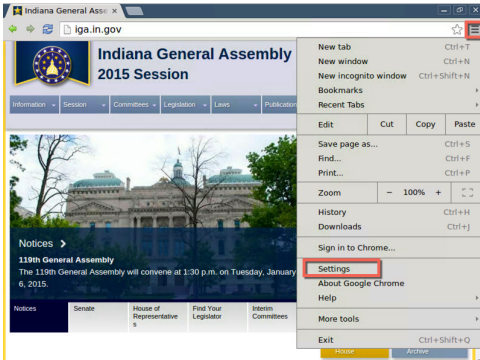 Indiana General Asse
iga.in.gov
Indiana General Assembly
2015 Session
Information
Session
Committees
Legislation
Laws
Publication
Notices >
119th General Assembly
The 119th General Assembly will convene at 1:30 p.m. on Tuesday, January
6, 2015.
Notices
Senate
House of
Representative
s
Find Your
Legislator
Interim
Committees
New tab Ctrl+T
New window Ctrl+N
New incognito window Ctrl+Shift+N
Bookmarks
Recent Tabs
Edit Cut Copy Paste
Save page as... Ctrl+S
Find... Ctrl+F
Print... Ctrl+P
Zoom − 100% +
History Ctrl+H
Downloads Ctrl+J
Sign in to Chrome...
Settings
About Google Chrome
Help
More tools
Exit Ctrl+Shift+Q
House
Archive